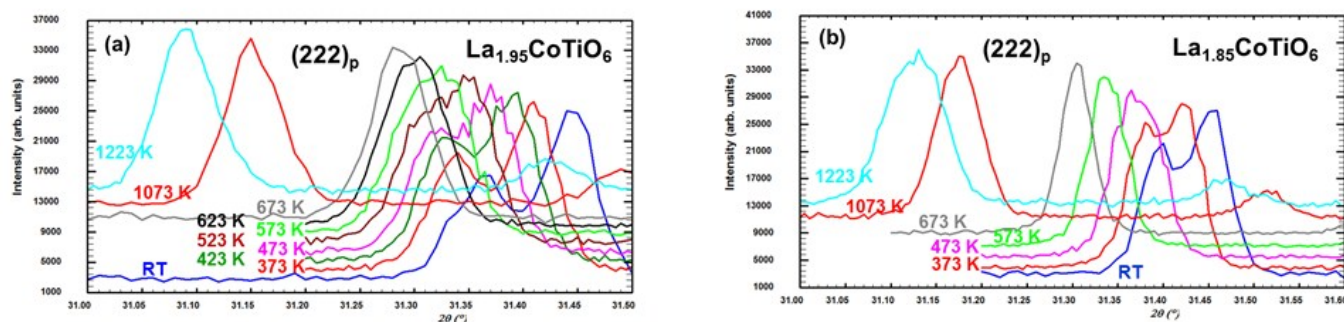 (a)
(222)p
La1.95CoTiO6
Intensity (arb. units)
37000
33000
29000
25000
21000
17000
13000
9000
5000
1000
1223 K
1073 K
673 K
623 K
573 K
523 K
473 K
423 K
373 K
RT
31.00
31.05
31.10
31.15
31.20
31.25
31.30
31.35
31.40
31.45
31.50
2θ (°)
(b)
(222)p
La1.85CoTiO6
Intensity (arb. units)
41000
37000
33000
29000
25000
21000
17000
13000
9000
5000
1000
1223 K
1073 K
673 K
573 K
473 K
373 K
RT
31.00
31.05
31.10
31.15
31.20
31.25
31.30
31.35
31.40
31.45
31.50
31.55
31.60
2θ (°)